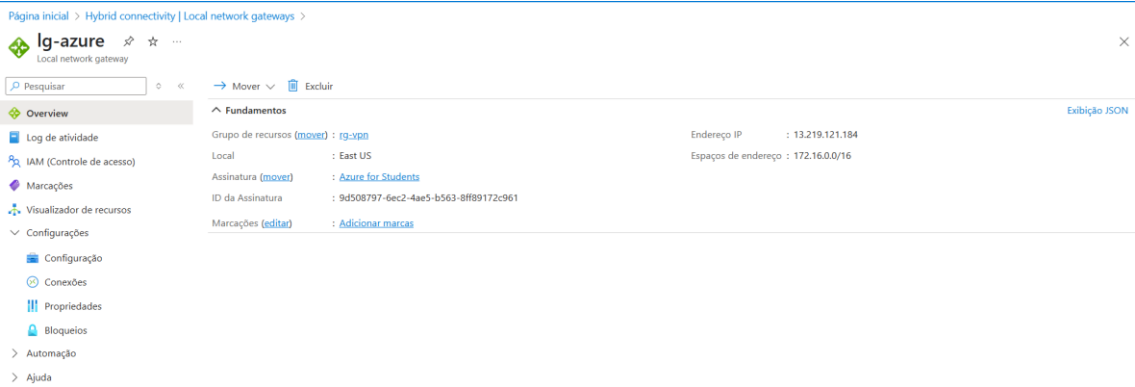 Página inicial > Hybrid connectivity | Local network gateways >
lg-azure
Local network gateway
Pesquisar
Mover
Excluir
Overview
Log de atividade
IAM (Controle de acesso)
Marcações
Visualizador de recursos
Configurações
Configuração
Conexões
Propriedades
Bloqueios
Automação
Ajuda
Fundamentos
Exibição JSON
Grupo de recursos (mover) : rg-vpn
Local : East US
Assinatura (mover) : Azure for Students
ID da Assinatura : 9d508797-6ec2-4ae5-b563-8ff89172c961
Marcações (editar) : Adicionar marcas
Endereço IP : 13.219.121.184
Espaços de endereço : 172.16.0.0/16